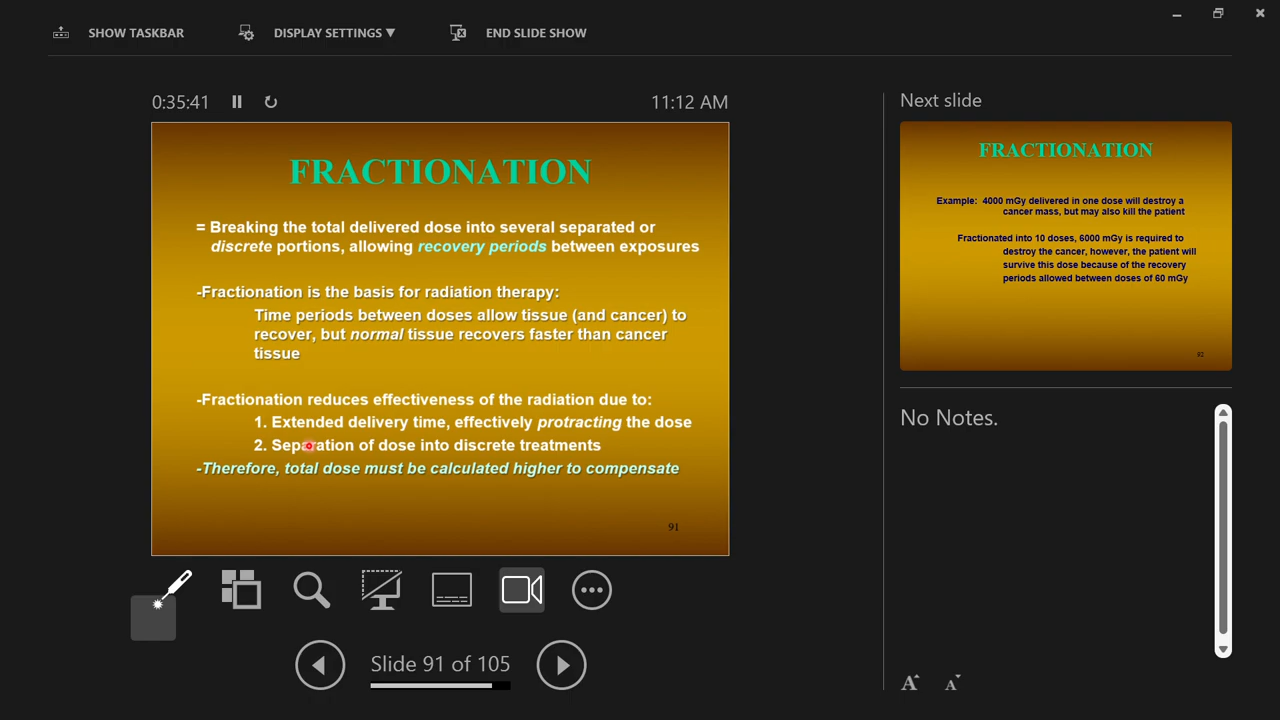 SHOW TASKBAR
DISPLAY SETTINGS ▼
END SLIDE SHOW
0:35:41
11:12 AM
FRACTIONATION
= Breaking the total delivered dose into several separated or
discrete portions, allowing recovery periods between exposures
-Fractionation is the basis for radiation therapy:
Time periods between doses allow tissue (and cancer) to
recover, but normal tissue recovers faster than cancer
tissue
-Fractionation reduces effectiveness of the radiation due to:
1. Extended delivery time, effectively protracting the dose
2. Separation of dose into discrete treatments
-Therefore, total dose must be calculated higher to compensate
91
Slide 91 of 105
Next slide
FRACTIONATION
Example: 4000 mGy delivered in one dose will destroy a
cancer mass, but may also kill the patient
Fractionated into 10 doses, 6000 mGy is required to
destroy the cancer, however, the patient will
survive this dose because of the recovery
periods allowed between doses of 60 mGy
No Notes.
A A